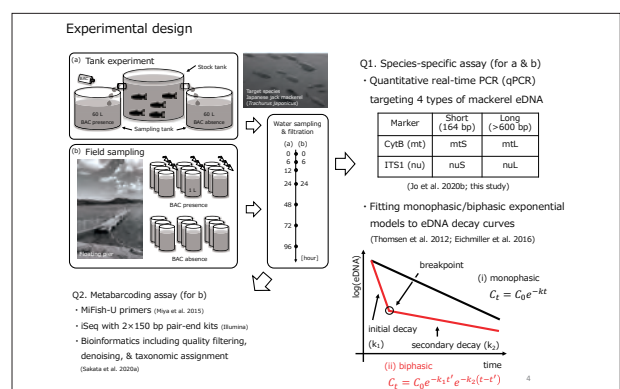 Experimental design
(a) Tank experiment
Stock tank
BAC
60 L
BAC presence
60 L
BAC absence
Sampling tank
Target species
Japanese jack mackerel
(Trachurus japonicus)
(b) Field sampling
Floating pier
1 L
BAC presence
BAC absence
Water sampling
& filtration
(a) (b)
0 0
6 6
12
24 24
48
72
96
[hour]
Q1. Species-specific assay (for a & b)
・Quantitative real-time PCR (qPCR)
targeting 4 types of mackerel eDNA
Marker Short (164 bp) Long (>600 bp)
CytB (mt) mtS mtL
ITS1 (nu) nuS nuL
(Jo et al. 2020b; this study)
・Fitting monophasic/biphasic exponential
models to eDNA decay curves
(Thomsen et al. 2012; Eichmiller et al. 2016)
log(eDNA)
breakpoint
(i) monophasic
C_t = C_0e^{-kt}
initial decay
(k₁)
secondary decay (k₂)
time
(ii) biphasic
C_t = C_0e^{-k_1t'}e^{-k_2(t-t')}
Q2. Metabarcoding assay (for b)
・MiFish-U primers (Miya et al. 2015)
・iSeq with 2×150 bp pair-end kits (Illumina)
・Bioinformatics including quality filtering,
denoising, & taxonomic assignment
(Sakata et al. 2020a)
4